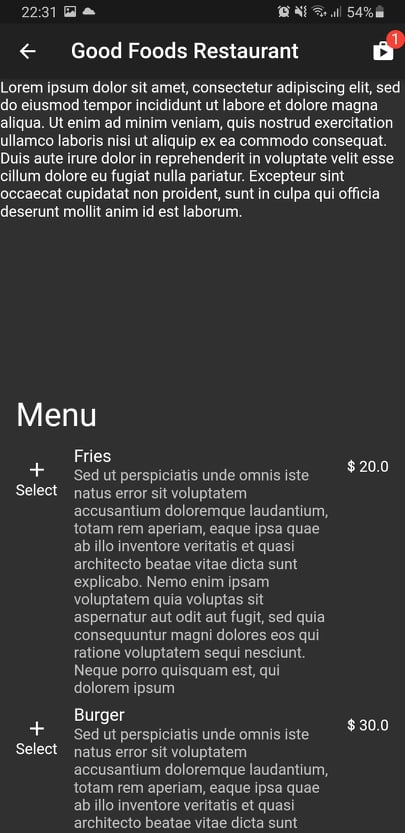 22:31 54%
Good Foods Restaurant 1
Lorem ipsum dolor sit amet, consectetur adipiscing elit, sed
do eiusmod tempor incididunt ut labore et dolore magna
aliqua. Ut enim ad minim veniam, quis nostrud exercitation
ullamco laboris nisi ut aliquip ex ea commodo consequat.
Duis aute irure dolor in reprehenderit in voluptate velit esse
cillum dolore eu fugiat nulla pariatur. Excepteur sint
occaecat cupidatat non proident, sunt in culpa qui officia
deserunt mollit anim id est laborum.
Menu
Fries
+ Select
$ 20.0
Sed ut perspiciatis unde omnis iste
natus error sit voluptatem
accusantium doloremque laudantium,
totam rem aperiam, eaque ipsa quae
ab illo inventore veritatis et quasi
architecto beatae vitae dicta sunt
explicabo. Nemo enim ipsam
voluptatem quia voluptas sit
aspernatur aut odit aut fugit, sed quia
consequuntur magni dolores eos qui
ratione voluptatem sequi nesciunt.
Neque porro quisquam est, qui
dolorem ipsum
Burger
+ Select
$ 30.0
Sed ut perspiciatis unde omnis iste
natus error sit voluptatem
accusantium doloremque laudantium,
totam rem aperiam, eaque ipsa quae
ab illo inventore veritatis et quasi
architecto beatae vitae dicta sunt